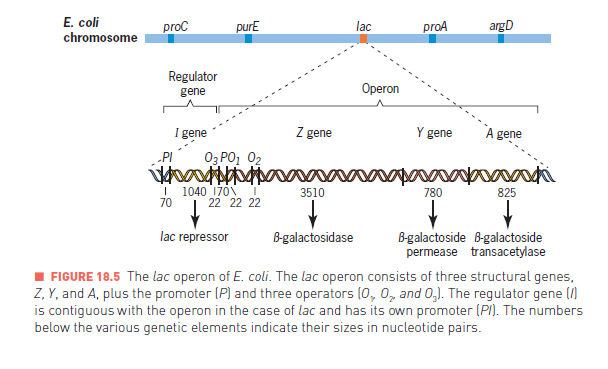 E. coli
chromosome
proC purE lac proA argD
Regulator
gene
Operon
I gene Z gene Y gene A gene
PI O₃ P O₁ O₂
1040 170 3510 780 825
70 22 22 22
lac repressor β-galactosidase β-galactoside β-galactoside
permease transacetylase
■ FIGURE 18.5 The lac operon of E. coli. The lac operon consists of three structural genes,
Z, Y, and A, plus the promoter (P) and three operators (O₁, O₂, and O₃). The regulator gene (I)
is contiguous with the operon in the case of lac and has its own promoter (PI). The numbers
below the various genetic elements indicate their sizes in nucleotide pairs.